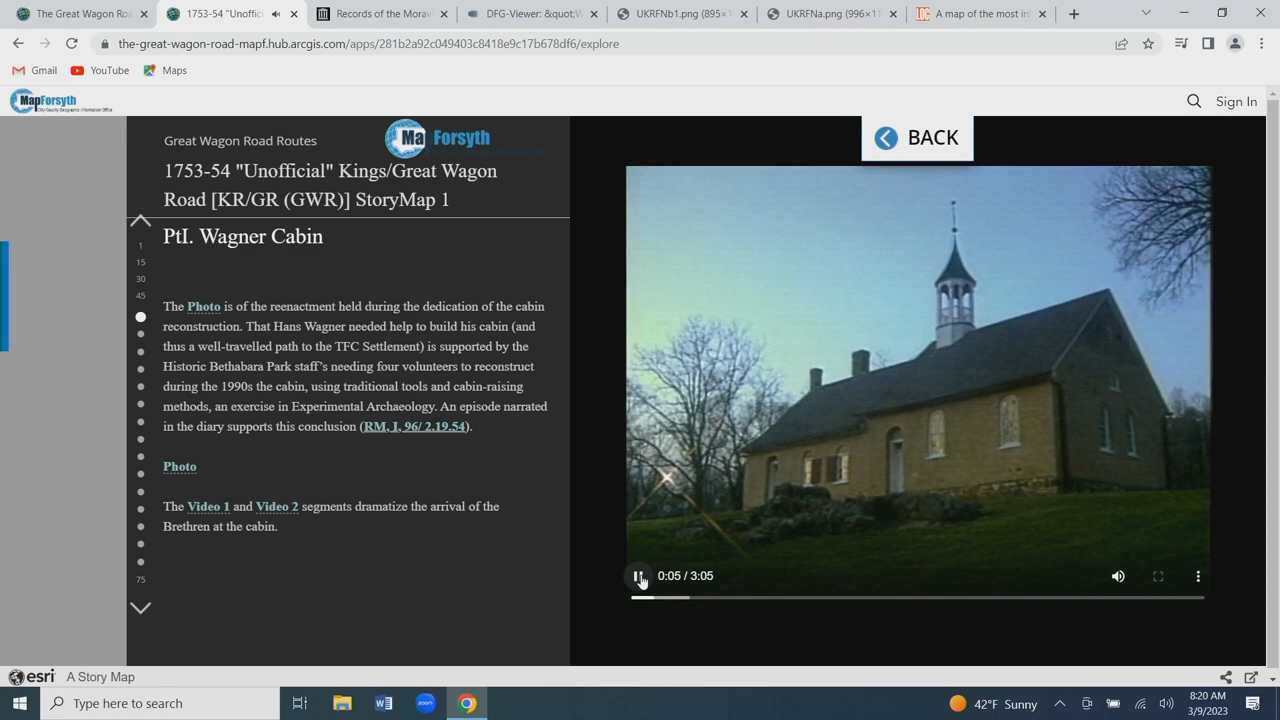 The Great Wagon Road
1753-54 "Unoffici
Records of the Morav
DFG-Viewer: &quot;W
UKRFNb1.png (895×1
UKRFNa.png (996×11
A map of the most in
the-great-wagon-road-mapf.hub.arcgis.com/apps/281b2a92c049403c8418e9c17b678df6/explore
Gmail
YouTube
Maps
MapForsyth
City-County Geographic Information Office
Sign In
Great Wagon Road Routes
Ma Forsyth
BACK
1753-54 "Unofficial" Kings/Great Wagon
Road [KR/GR (GWR)] StoryMap 1
PtI. Wagner Cabin
1
15
30
45
75
The Photo is of the reenactment held during the dedication of the cabin
reconstruction. That Hans Wagner needed help to build his cabin (and
thus a well-travelled path to the TFC Settlement) is supported by the
Historic Bethabara Park staff's needing four volunteers to reconstruct
during the 1990s the cabin, using traditional tools and cabin-raising
methods, an exercise in Experimental Archaeology. An episode narrated
in the diary supports this conclusion (RM, I, 96/ 2.19.54).
Photo
The Video 1 and Video 2 segments dramatize the arrival of the
Brethren at the cabin.
0:05 / 3:05
esri A Story Map
Type here to search
zoom
42°F Sunny
8:20 AM
3/9/2023